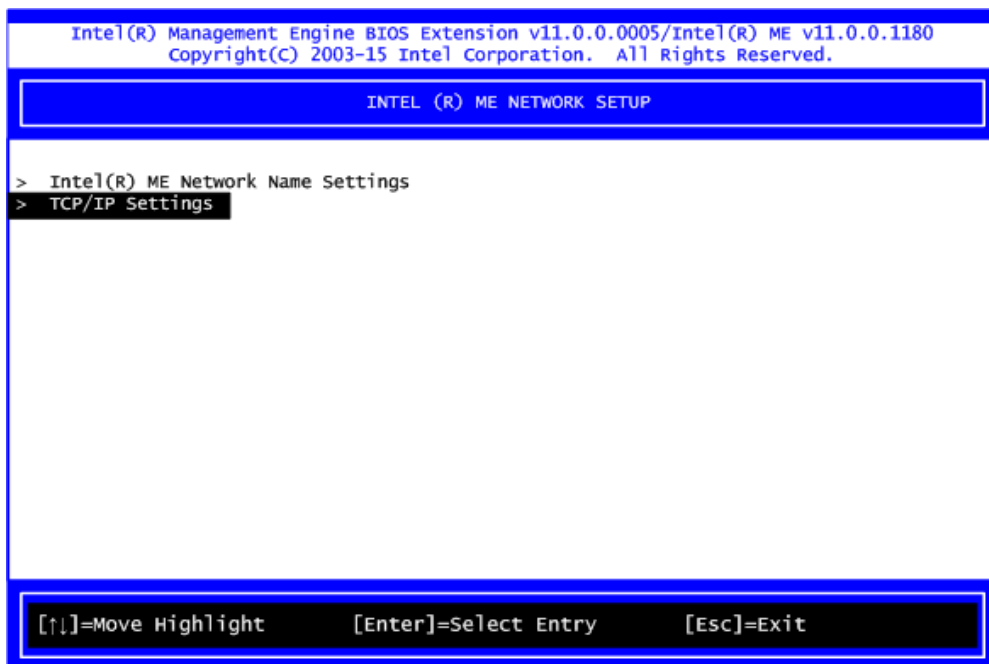 Intel(R) Management Engine BIOS Extension v11.0.0.0005/Intel(R) ME v11.0.0.1180
Copyright(C) 2003-15 Intel Corporation. All Rights Reserved.
INTEL (R) ME NETWORK SETUP
> Intel(R) ME Network Name Settings
> TCP/IP Settings
[↑↓]=Move Highlight [Enter]=Select Entry [Esc]=Exit